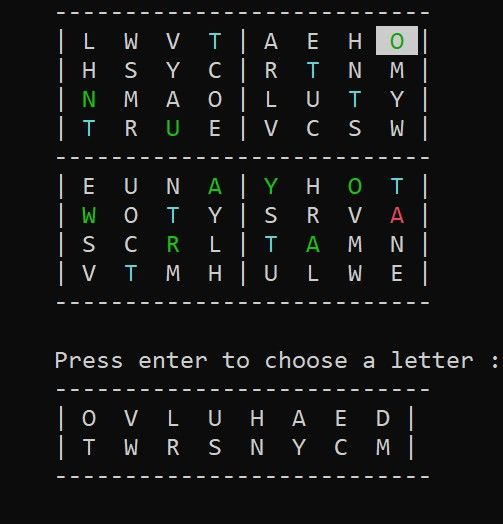 -----------------------------
| L W V T | A E H O |
| H S Y C | R T N M |
| N M A O | L U T Y |
| T R U E | V C S W |
-----------------------------
| E U N A | Y H O T |
| W O T Y | S R V A |
| S C R L | T A M N |
| V T M H | U L W E |
-----------------------------
Press enter to choose a letter :
-----------------------------
| O V L U H A E D |
| T W R S N Y C M |
-----------------------------